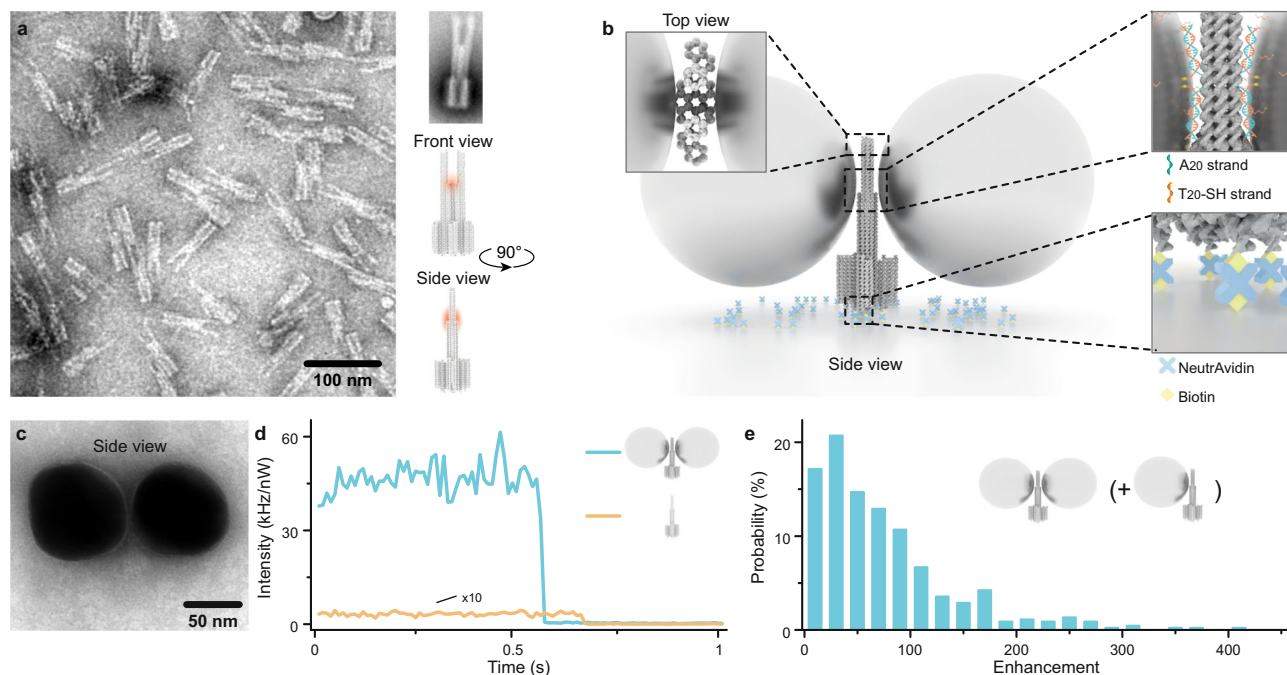 a
100 nm
Front view
90°
Side view
b
Top view
Side view
A20 strand
T20-SH strand
NeutrAvidin
Biotin
c
Side view
50 nm
d
Intensity (kHz/nW)
60
30
0
x10
0
0.5
1
Time (s)
e
Probability (%)
20
10
0
(+
)
0
100
200
300
400
Enhancement